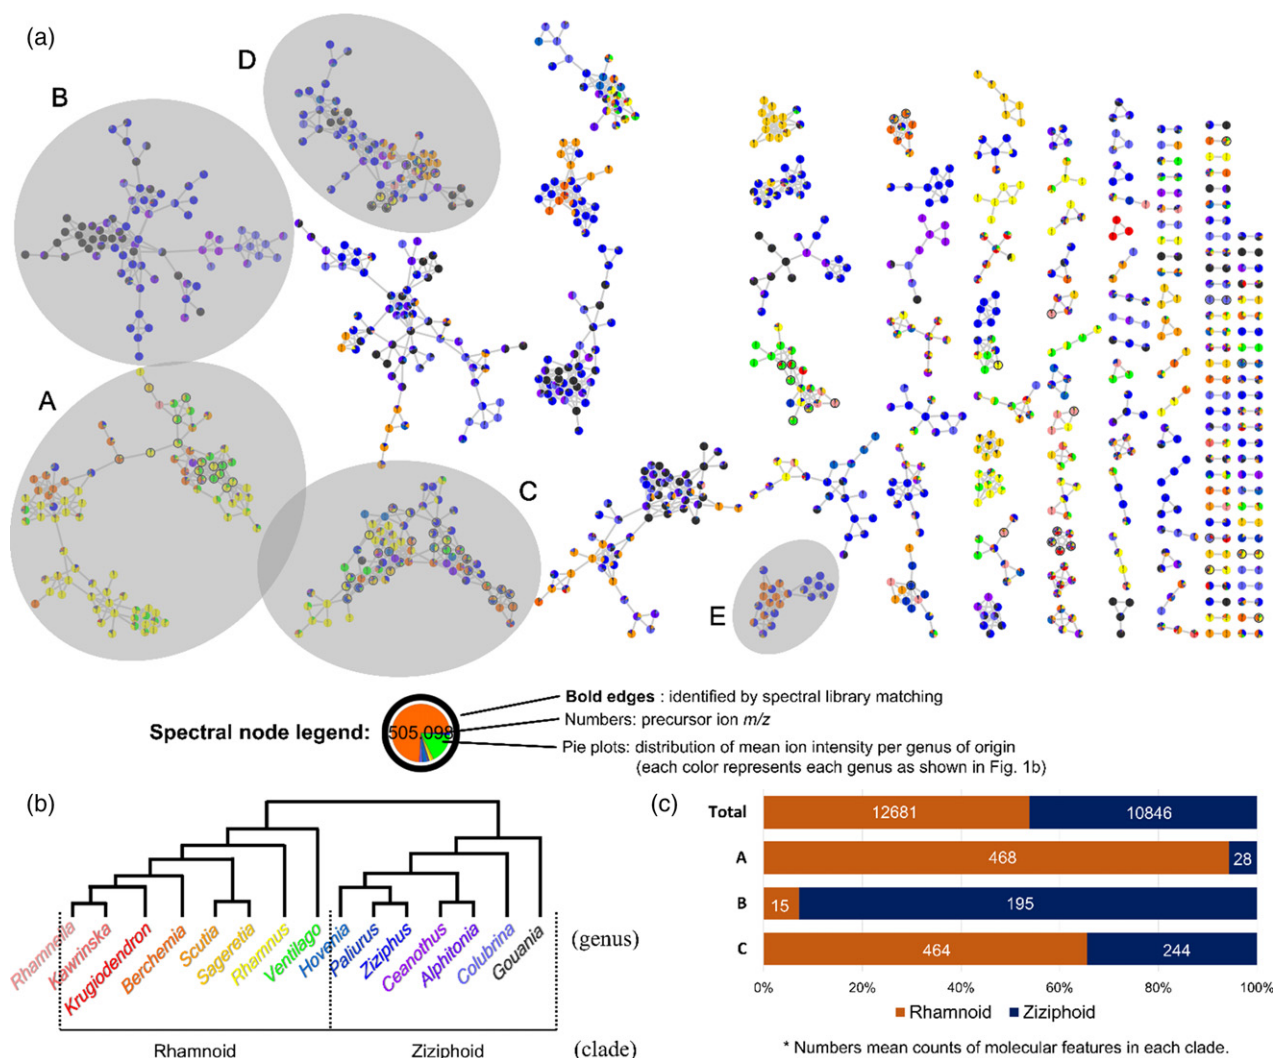 (a)
B
D
A
C
E
Spectral node legend:
505.098
Bold edges : identified by spectral library matching
Numbers: precursor ion m/z
Pie plots: distribution of mean ion intensity per genus of origin
(each color represents each genus as shown in Fig. 1b)
(b)
Rhamnella
Karwinska
Krugiodendron
Berchemia
Scutia
Sageretia
Rhamnus
Ventilago
Hovenia
Paliurus
Ziziphus
Ceanothus
Alphitonia
Colubrina
Gouania
(genus)
Rhamnoid
Ziziphoid
(clade)
(c)
Total
12681
10846
A
468
28
B
15
195
C
464
244
0%
20%
40%
60%
80%
100%
Rhamnoid
Ziziphoid
* Numbers mean counts of molecular features in each clade.